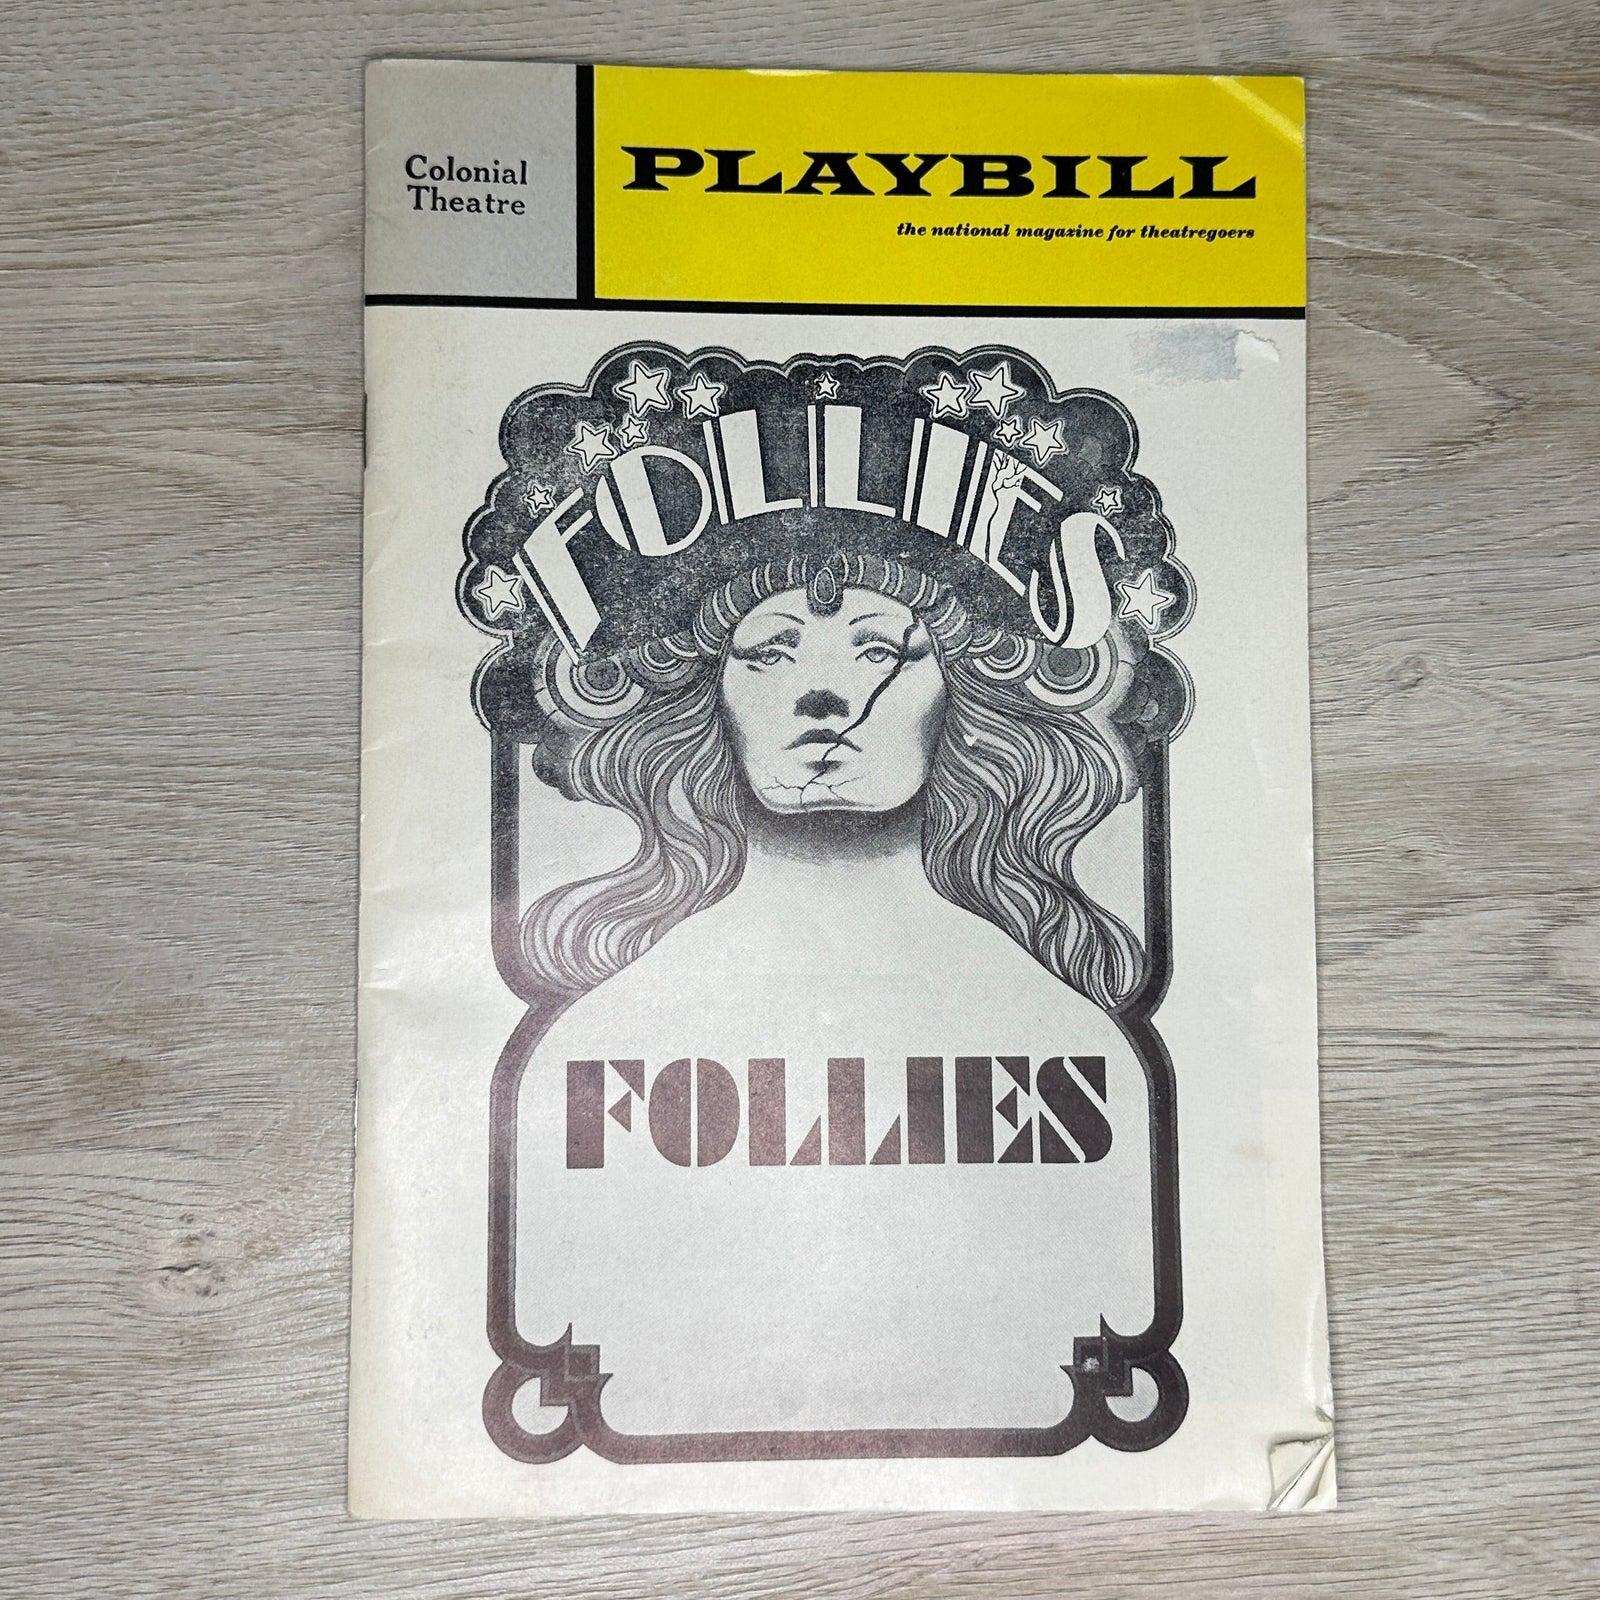 Colonial
Theatre
PLAYBILL
the national magazine for theatregoers
FOLLIES
FOLLIES